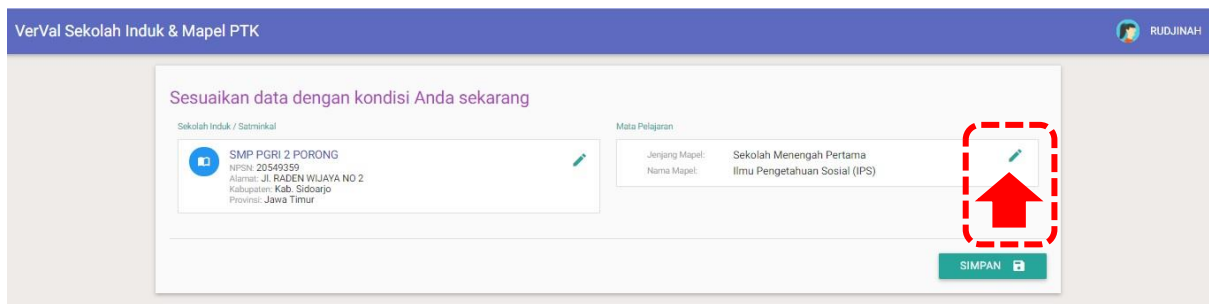 VerVal Sekolah Induk & Mapel PTK
RUDJINAH
Sesuaikan data dengan kondisi Anda sekarang
Sekolah Induk / Satminkal
SMP PGRI 2 PORONG
NPSN: 20549359
Alamat: Jl. RADEN WIJAYA NO 2
Kabupaten: Kab. Sidoarjo
Provinsi: Jawa Timur
Mata Pelajaran
Jenjang Mapel: Sekolah Menengah Pertama
Nama Mapel: Ilmu Pengetahuan Sosial (IPS)
SIMPAN